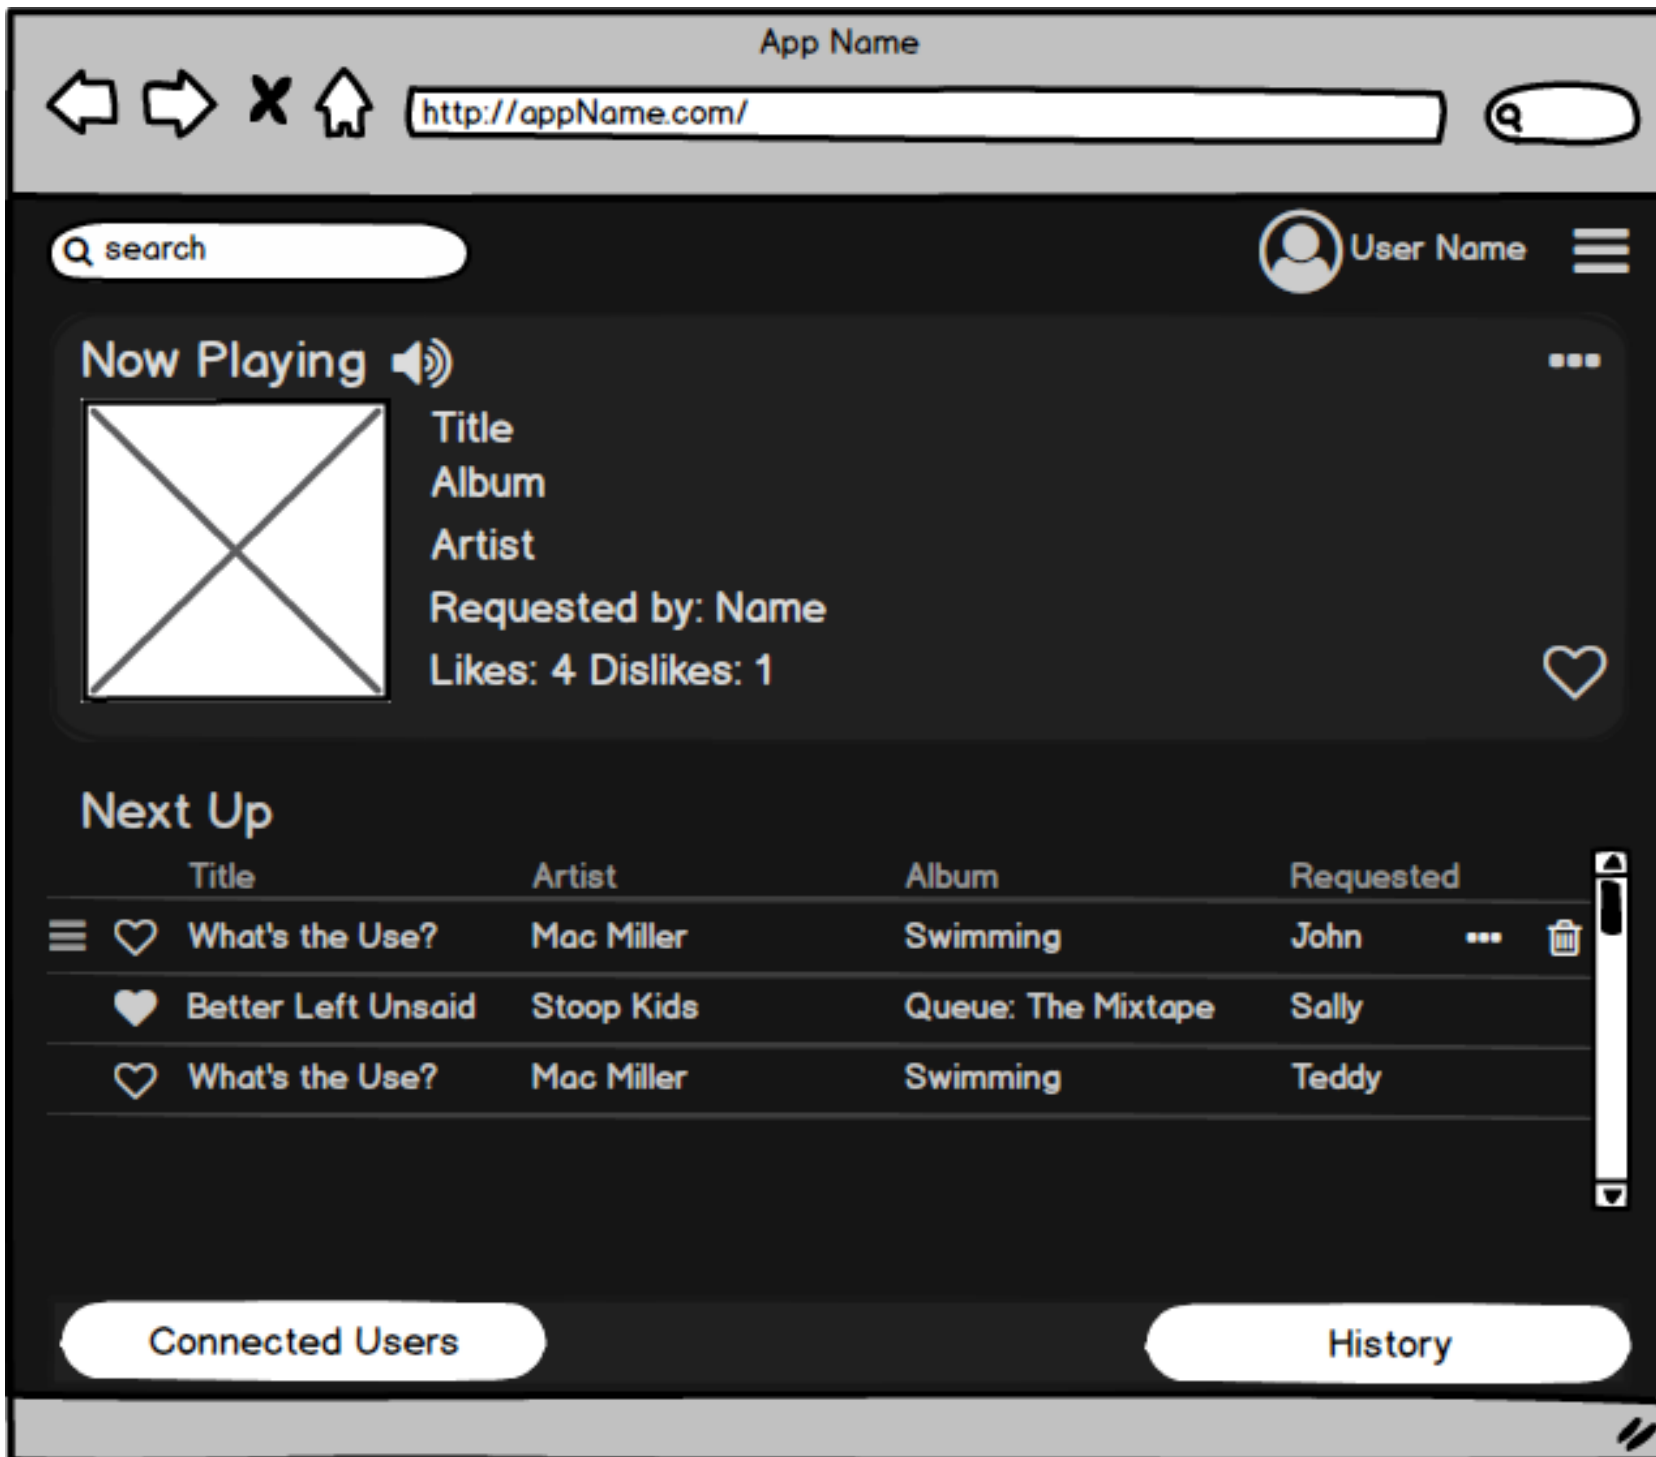 App Name
http://appName.com/
search
User Name
Now Playing
Title
Album
Artist
Requested by: Name
Likes: 4 Dislikes: 1
Next Up
Title Artist Album Requested
What's the Use? Mac Miller Swimming John
Better Left Unsaid Stoop Kids Queue: The Mixtape Sally
What's the Use? Mac Miller Swimming Teddy
Connected Users History